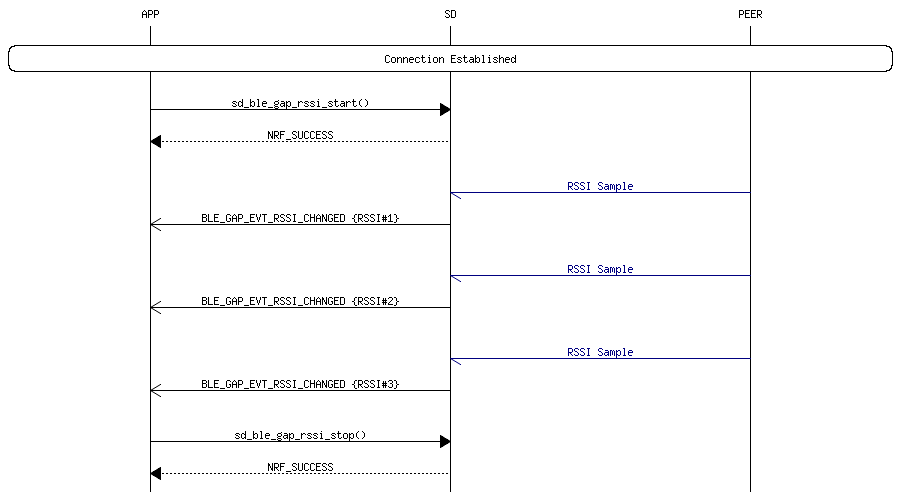 APP SD PEER
Connection Established
sd_ble_gap_rssi_start()
NRF_SUCCESS
RSSI Sample
BLE_GAP_EVT_RSSI_CHANGED {RSSI#1}
RSSI Sample
BLE_GAP_EVT_RSSI_CHANGED {RSSI#2}
RSSI Sample
BLE_GAP_EVT_RSSI_CHANGED {RSSI#3}
sd_ble_gap_rssi_stop()
NRF_SUCCESS